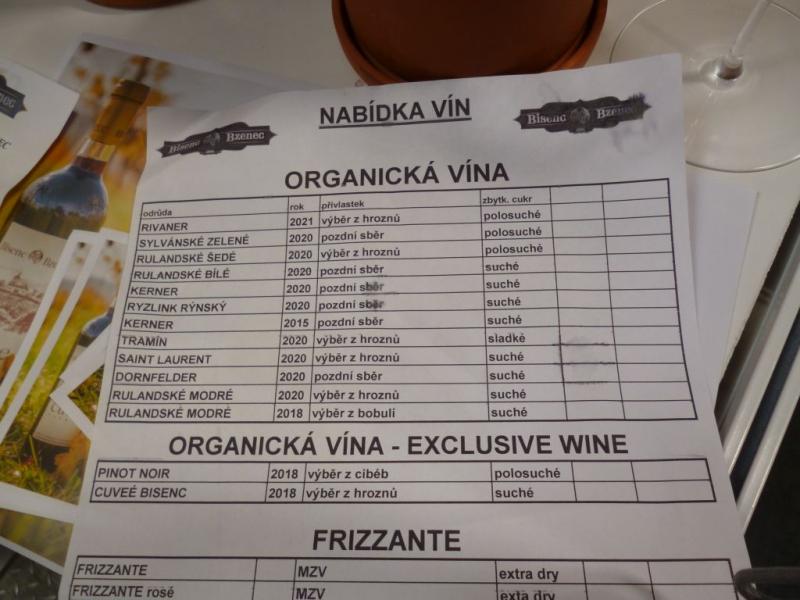 NABÍDKA VÍN
Bisenc Bzenec
Bisenc Bzenec
ORGANICKÁ VÍNA
odrůda rok přívlastek zbytk. cukr
RIVANER 2021 výběr z hroznů polosuché
SYLVÁNSKÉ ZELENÉ 2020 pozdní sběr polosuché
RULANDSKÉ ŠEDÉ 2020 výběr z hroznů polosuché
RULANDSKÉ BÍLÉ 2020 pozdní sběr suché
KERNER 2020 pozdní sběr suché
RYZLINK RÝNSKÝ 2020 pozdní sběr suché
KERNER 2015 pozdní sběr suché
TRAMÍN 2020 výběr z hroznů sladké
SAINT LAURENT 2020 výběr z hroznů suché
DORNFELDER 2020 pozdní sběr suché
RULANDSKÉ MODRÉ 2020 výběr z hroznů suché
RULANDSKÉ MODRÉ 2018 výběr z bobulí suché
ORGANICKÁ VÍNA - EXCLUSIVE WINE
PINOT NOIR 2018 výběr z cibéb polosuché
CUVEÉ BISENC 2018 výběr z hroznů suché
FRIZZANTE
FRIZZANTE MZV extra dry
FRIZZANTE rosé MZV exta dry